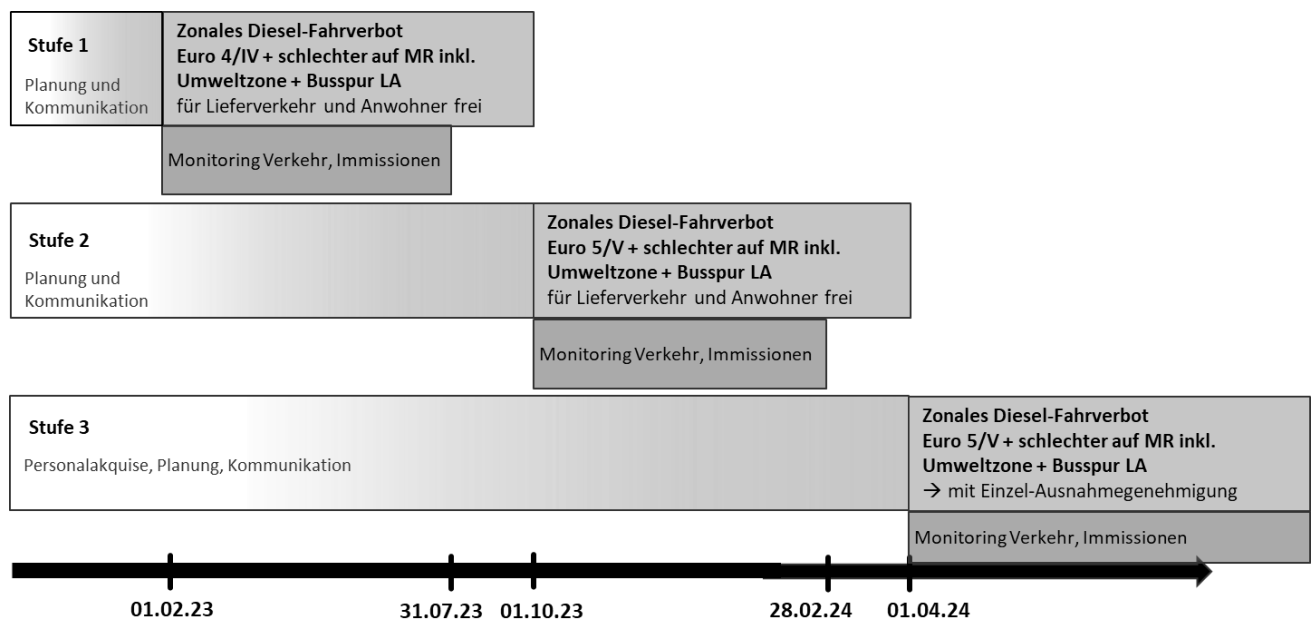 Stufe 1
Planung und
Kommunikation
Zonales Diesel-Fahrverbot
Euro 4/IV + schlechter auf MR inkl.
Umweltzone + Busspur LA
für Lieferverkehr und Anwohner frei
Monitoring Verkehr, Immissionen
Stufe 2
Planung und
Kommunikation
Zonales Diesel-Fahrverbot
Euro 5/V + schlechter auf MR inkl.
Umweltzone + Busspur LA
für Lieferverkehr und Anwohner frei
Monitoring Verkehr, Immissionen
Stufe 3
Personalakquise, Planung, Kommunikation
Zonales Diesel-Fahrverbot
Euro 5/V + schlechter auf MR inkl.
Umweltzone + Busspur LA
→ mit Einzel-Ausnahmegenehmigung
Monitoring Verkehr, Immissionen
01.02.23 31.07.23 01.10.23 28.02.24 01.04.24